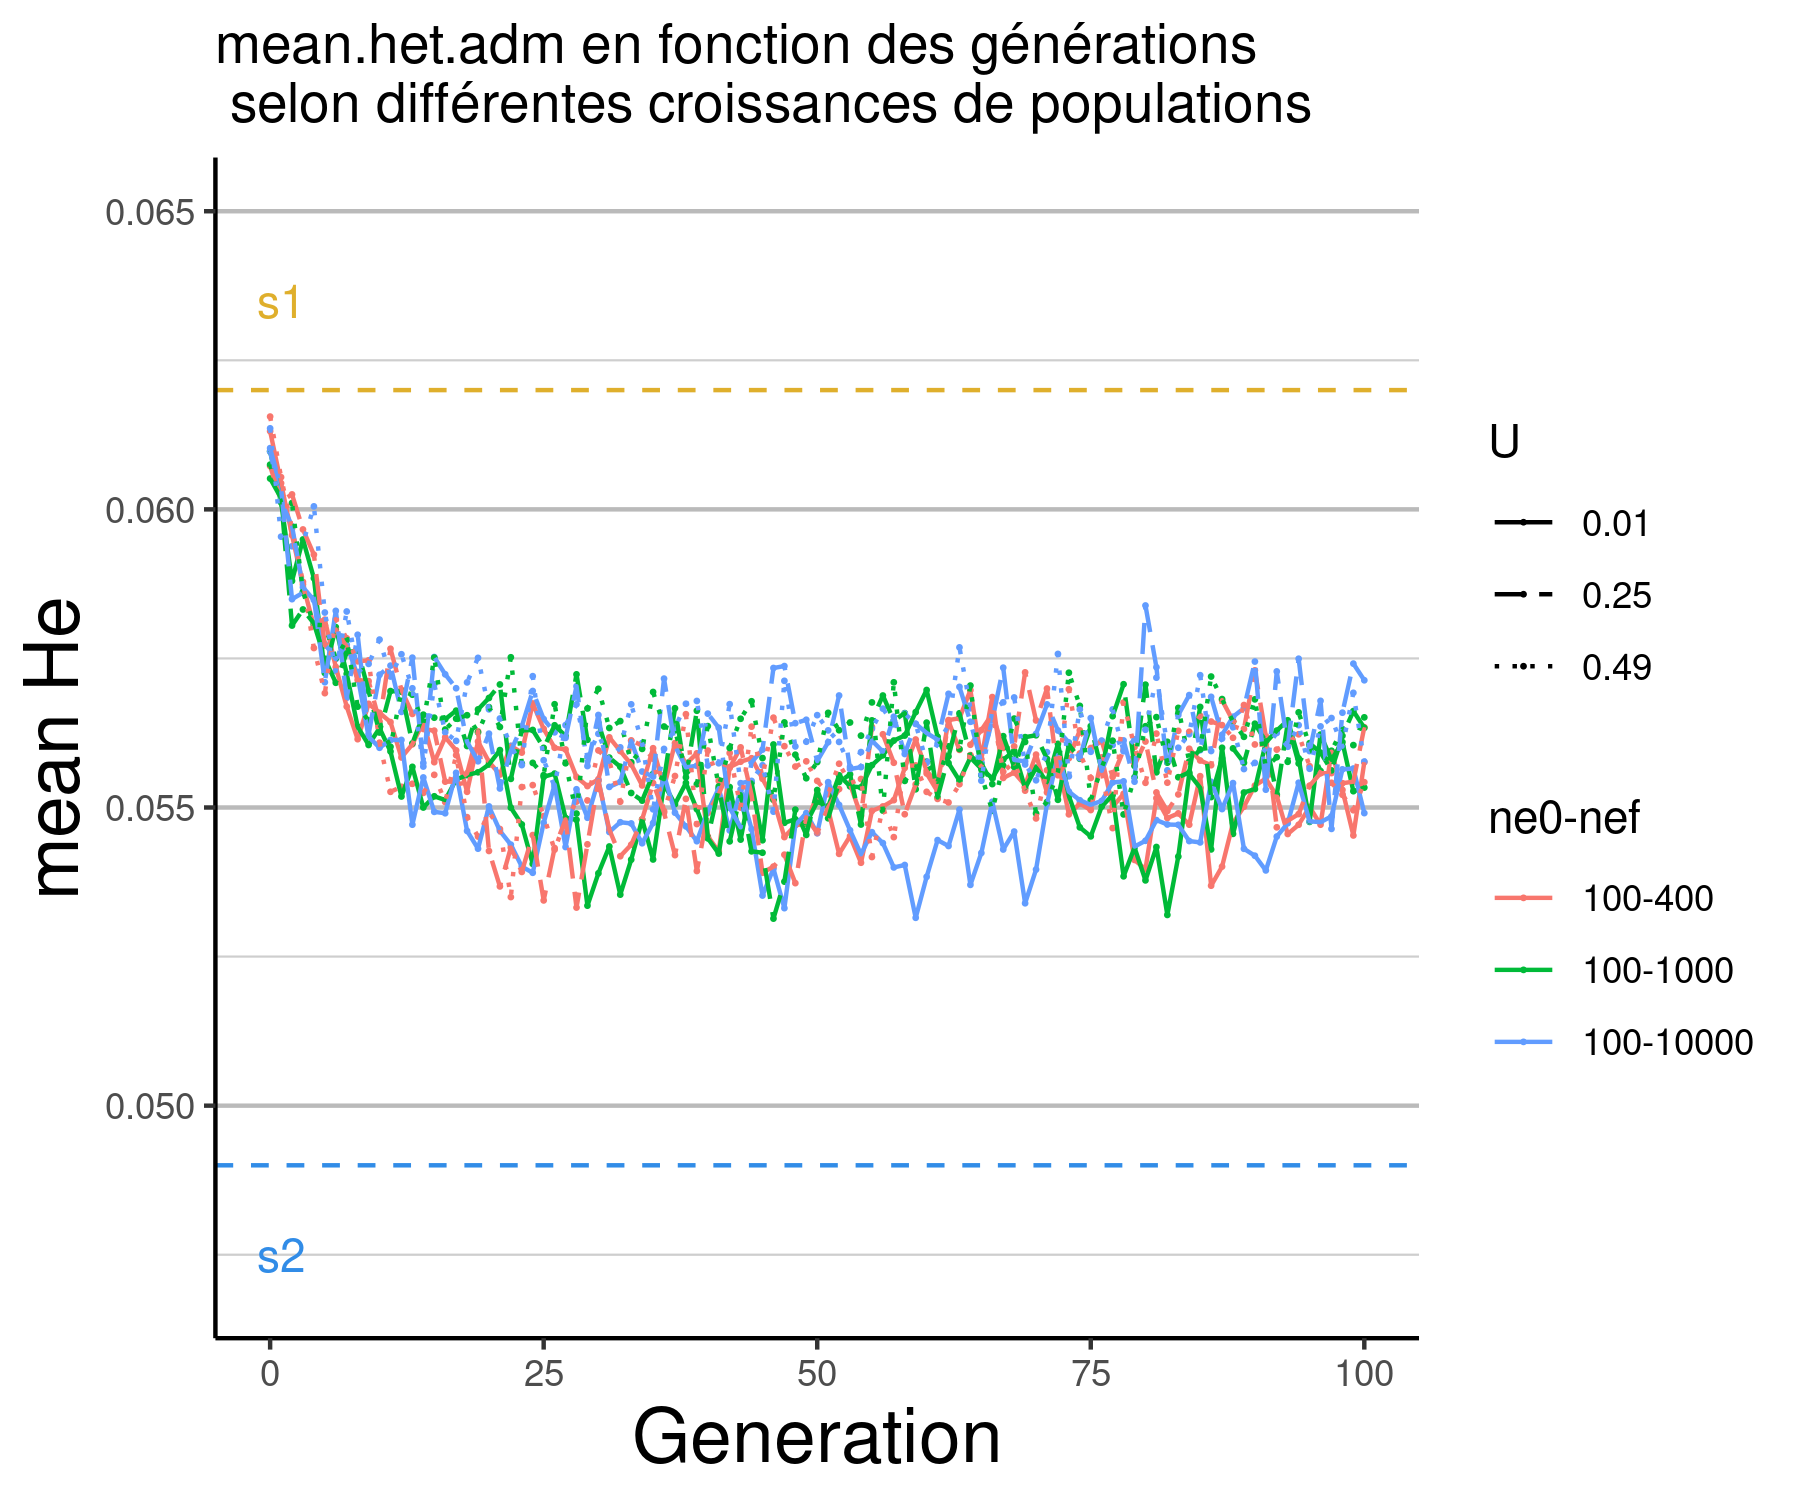 mean.het.adm en fonction des générations
selon différentes croissances de populations
mean He
0.065
0.060
0.055
0.050
s1
s2
0
25
50
75
100
Generation
U
0.01
0.25
0.49
ne0-nef
100-400
100-1000
100-10000